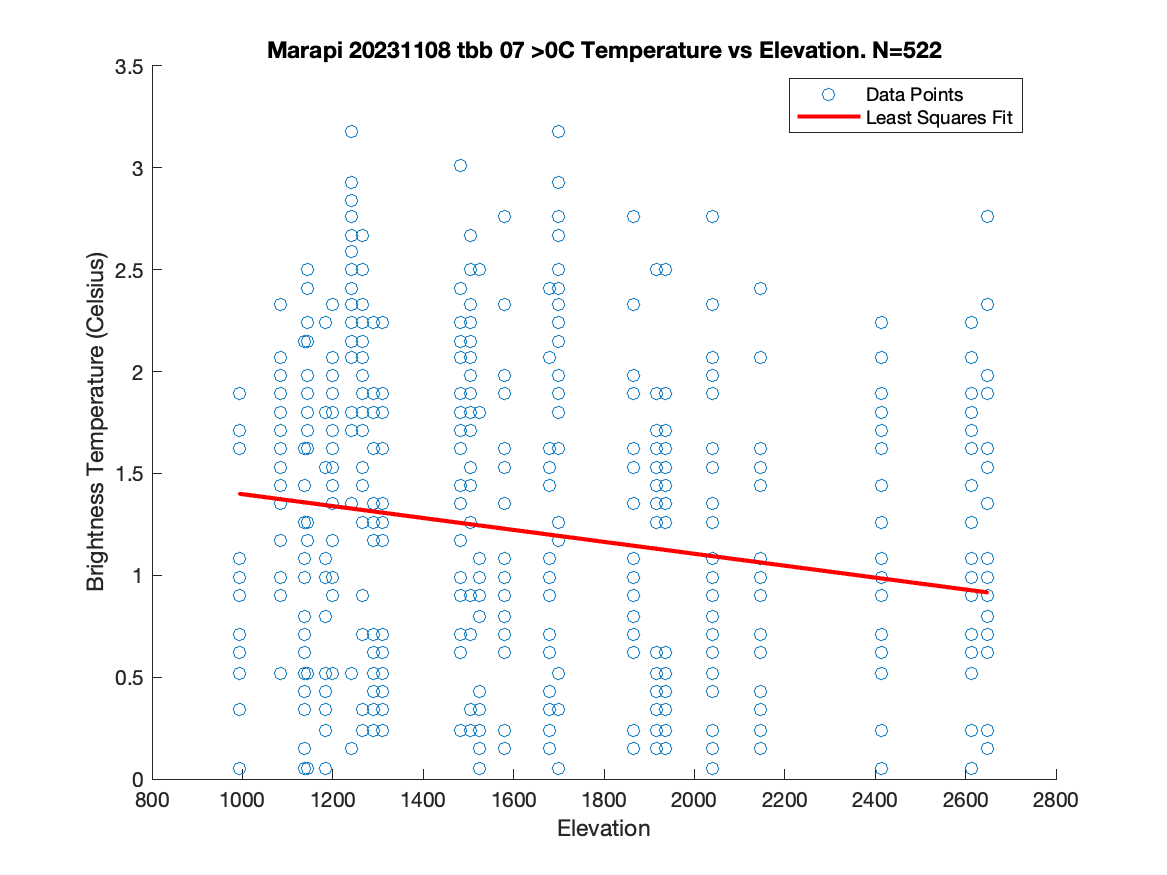 Marapi 20231108 tbb 07 >0C Temperature vs Elevation. N=522
Data Points
Least Squares Fit
Brightness Temperature (Celsius)
3.5
3
2.5
2
1.5
1
0.5
0
800 1000 1200 1400 1600 1800 2000 2200 2400 2600 2800
Elevation